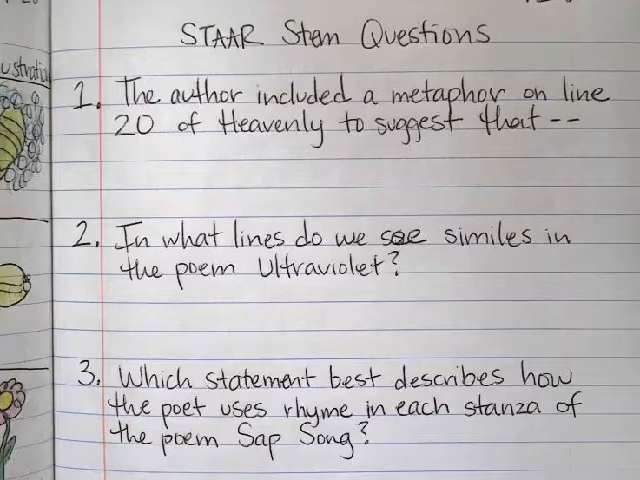 STAAR Stem Questions
ustration
1. The author included a metaphor on line
20 of Heavenly to suggest that --
2. In what lines do we see similes in
the poem Ultraviolet?
3. Which statement best describes how
the poet uses rhyme in each stanza of
the poem Sap Song?